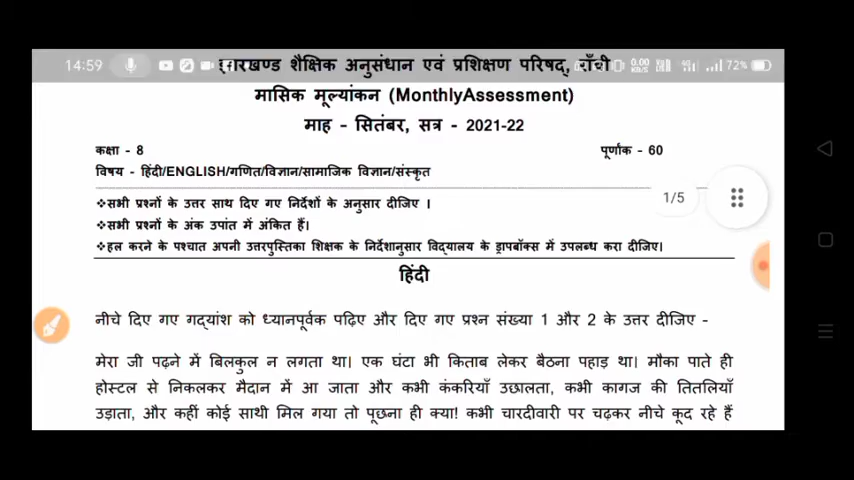 14:59
72%
झारखण्ड शैक्षिक अनुसंधान एवं प्रशिक्षण परिषद्, राँची
मासिक मूल्यांकन (MonthlyAssessment)
माह - सितंबर, सत्र - 2021-22
कक्षा - 8 पूर्णांक - 60
विषय - हिंदी/ENGLISH/गणित/विज्ञान/सामाजिक विज्ञान/संस्कृत
1/5
❖सभी प्रश्नों के उत्तर साथ दिए गए निर्देशों के अनुसार दीजिए ।
❖सभी प्रश्नों के अंक उपांत में अंकित हैं।
❖हल करने के पश्चात अपनी उत्तरपुस्तिका शिक्षक के निर्देशानुसार विद्यालय के ड्रापबॉक्स में उपलब्ध करा दीजिए।
हिंदी
नीचे दिए गए गद्यांश को ध्यानपूर्वक पढ़िए और दिए गए प्रश्न संख्या 1 और 2 के उत्तर दीजिए -
मेरा जी पढ़ने में बिलकुल न लगता था। एक घंटा भी किताब लेकर बैठना पहाड़ था। मौका पाते ही
होस्टल से निकलकर मैदान में आ जाता और कभी कंकरियाँ उछालता, कभी कागज की तितलियाँ
उड़ाता, और कहीं कोई साथी मिल गया तो पूछना ही क्या! कभी चारदीवारी पर चढ़कर नीचे कूद रहे हैं